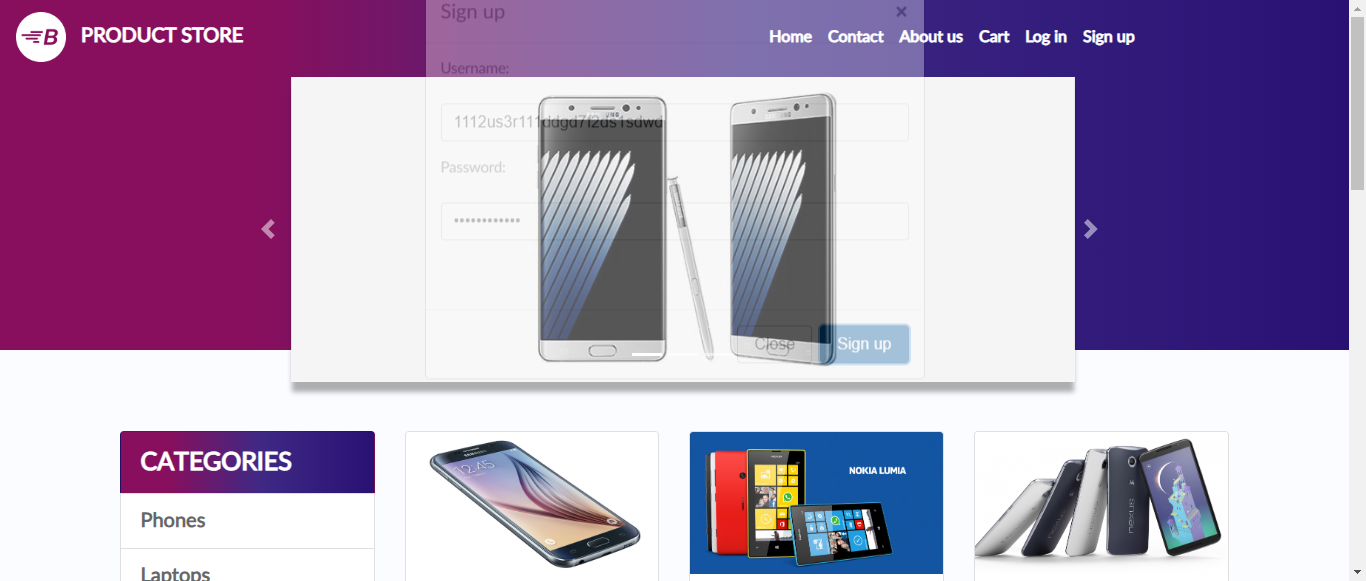 Sign up ×
B PRODUCT STORE
Home Contact About us Cart Log in Sign up
Username:
1112us3r111ddgd7f2ds1sdwd
Password:
••••••••••••
Close Sign up
CATEGORIES
Phones
Laptops
12:45
NOKIA LUMIA
nexus